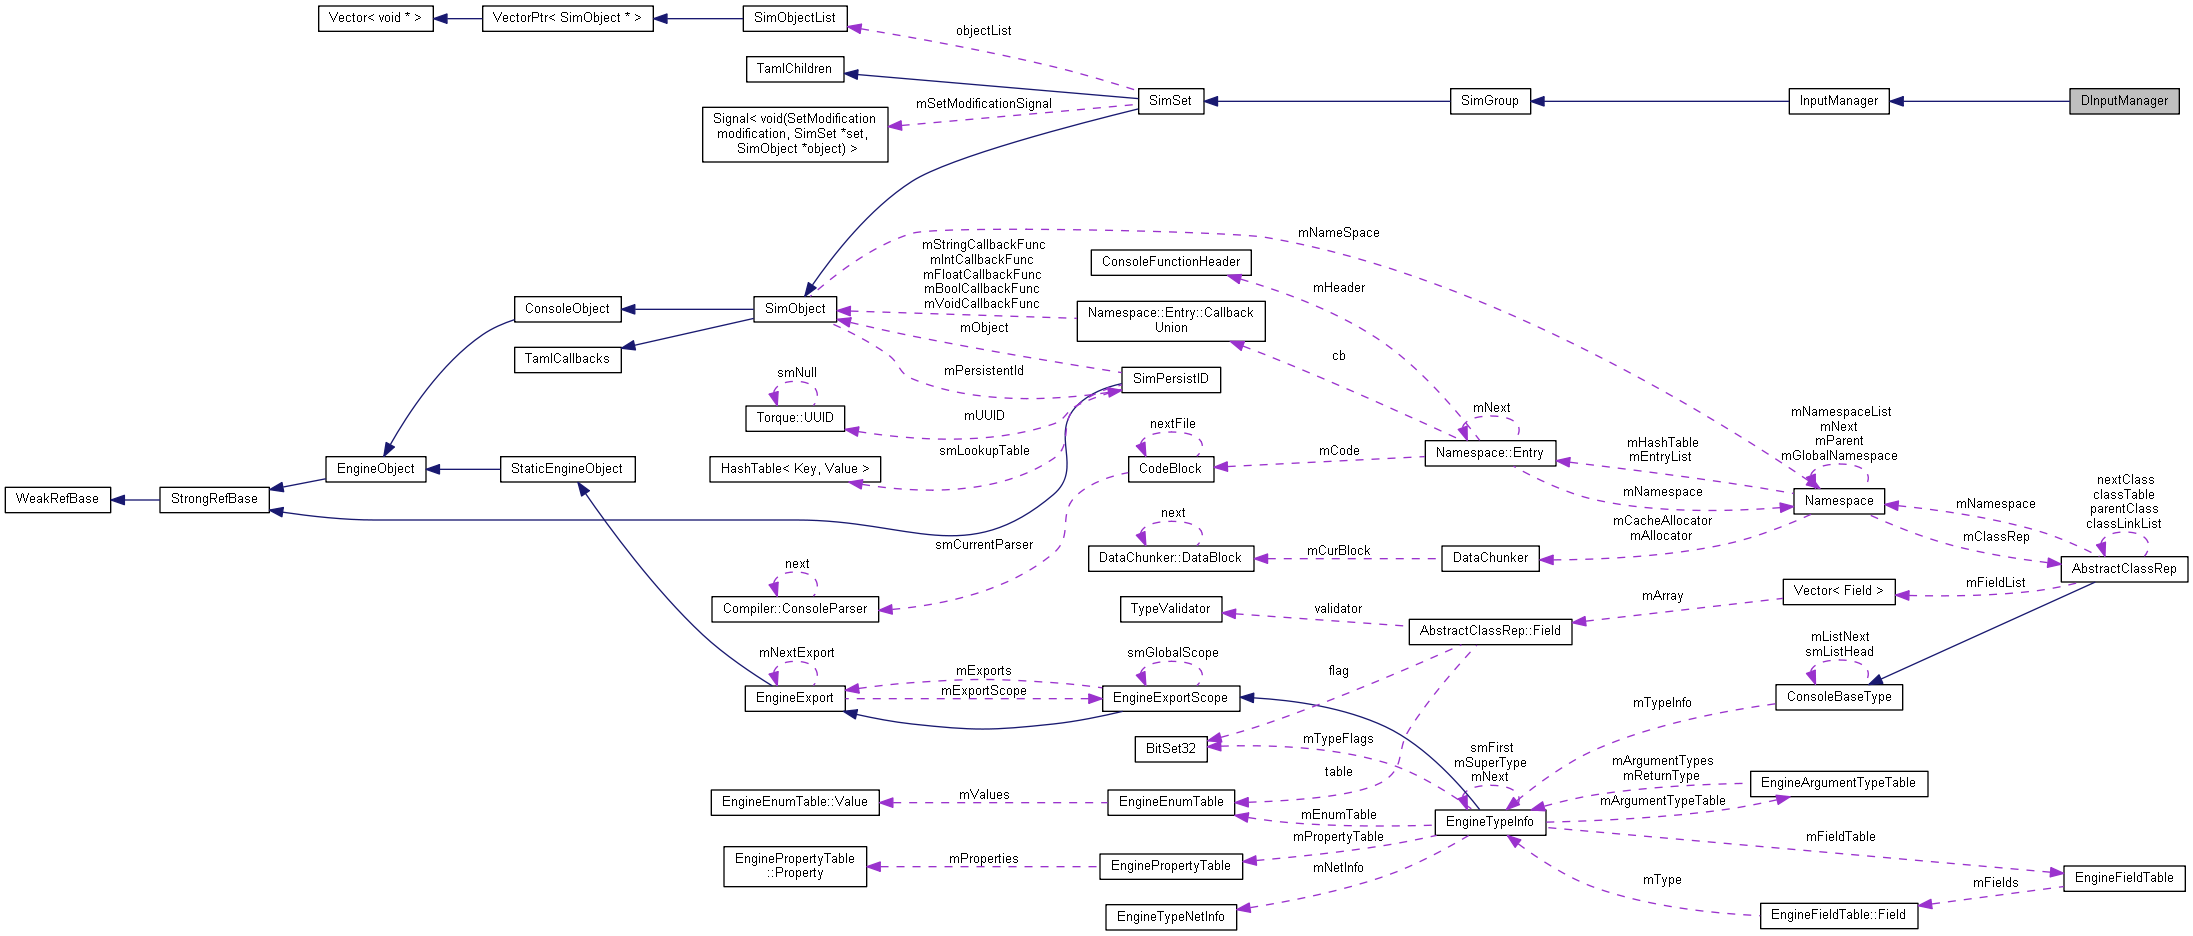 Vector< void * >
VectorPtr< SimObject * >
SimObjectList
objectList
TamlChildren
mSetModificationSignal
SimSet
SimGroup
InputManager
DInputManager
Signal< void(SetModification
modification, SimSet *set,
SimObject *object) >
mNameSpace
mStringCallbackFunc
mIntCallbackFunc
mFloatCallbackFunc
mBoolCallbackFunc
mVoidCallbackFunc
ConsoleFunctionHeader
mHeader
ConsoleObject
SimObject
Namespace::Entry::Callback
Union
mObject
cb
TamlCallbacks
mPersistentId
SimPersistID
smNull
Torque::UUID
mUUID
mNext
nextFile
mNamespaceList
mNext
mParent
mGlobalNamespace
smLookupTable
mCode
Namespace::Entry
mHashTable
mEntryList
EngineObject
StaticEngineObject
HashTable< Key, Value >
CodeBlock
mNamespace
Namespace
nextClass
classTable
parentClass
classLinkList
WeakRefBase
StrongRefBase
next
mCacheAllocator
mAllocator
mNamespace
mClassRep
smCurrentParser
DataChunker::DataBlock
mCurBlock
DataChunker
AbstractClassRep
next
Compiler::ConsoleParser
mFieldList
Vector< Field >
mArray
TypeValidator
validator
AbstractClassRep::Field
mListNext
smListHead
mNextExport
mExports
smGlobalScope
flag
EngineExport
mExportScope
EngineExportScope
ConsoleBaseType
mTypeInfo
BitSet32
mTypeFlags
smFirst
mSuperType
mNext
table
mArgumentTypes
mReturnType
EngineArgumentTypeTable
EngineEnumTable::Value
mValues
EngineEnumTable
mArgumentTypeTable
mEnumTable
EngineTypeInfo
mPropertyTable
mFieldTable
EnginePropertyTable
::Property
mProperties
EnginePropertyTable
mNetInfo
mType
mFields
EngineFieldTable
EngineTypeNetInfo
EngineFieldTable::Field